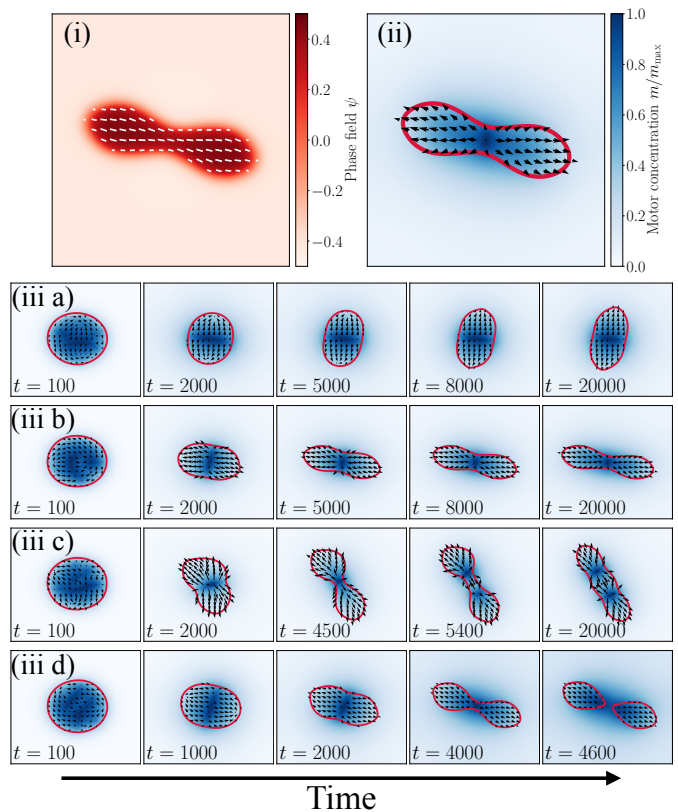 (i)
0.4
0.2
0.0
−0.2
−0.4
Phase field ψ
(ii)
1.0
0.8
0.6
0.4
0.2
0.0
Motor concentration m/m_max
(iii a)
t = 100
t = 2000
t = 5000
t = 8000
t = 20000
(iii b)
t = 100
t = 2000
t = 5000
t = 8000
t = 20000
(iii c)
t = 100
t = 2000
t = 4500
t = 5400
t = 20000
(iii d)
t = 100
t = 1000
t = 2000
t = 4000
t = 4600
Time